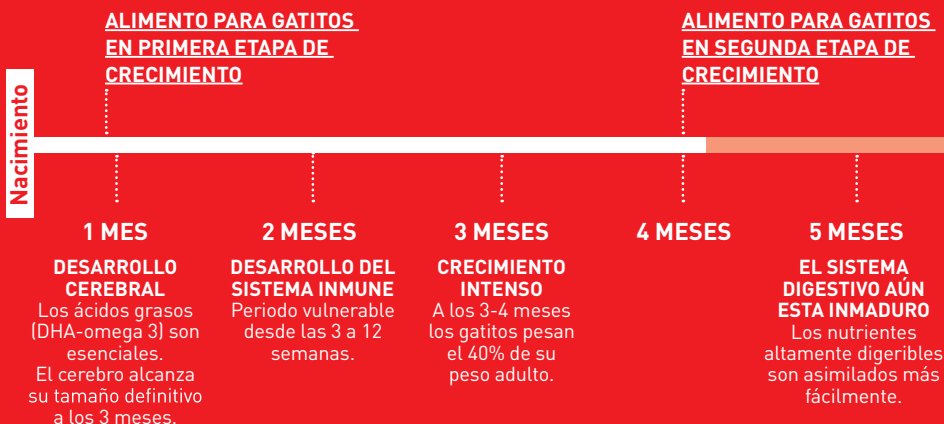 ALIMENTO PARA GATITOS
EN PRIMERA ETAPA DE
CRECIMIENTO
ALIMENTO PARA GATITOS
EN SEGUNDA ETAPA DE
CRECIMIENTO
Nacimiento
1 MES
DESARROLLO
CEREBRAL
Los ácidos grasos
(DHA-omega 3) son
esenciales.
El cerebro alcanza
su tamaño definitivo
a los 3 meses.
2 MESES
DESARROLLO DEL
SISTEMA INMUNE
Periodo vulnerable
desde las 3 a 12
semanas.
3 MESES
CRECIMIENTO
INTENSO
A los 3-4 meses
los gatitos pesan
el 40% de su
peso adulto.
4 MESES
5 MESES
EL SISTEMA
DIGESTIVO AÚN
ESTA INMADURO
Los nutrientes
altamente digeribles
son asimilados más
fácilmente.